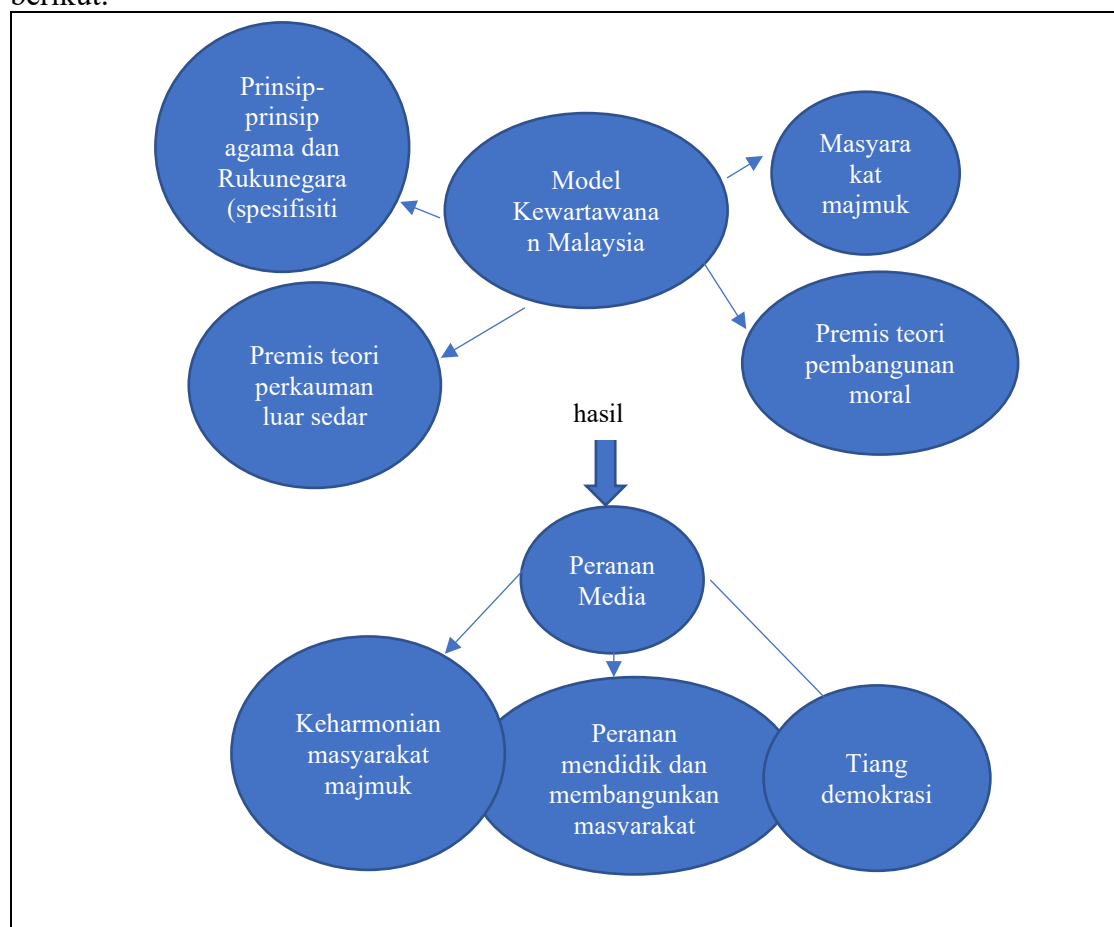 berikut:
Prinsip-
prinsip
agama dan
Rukunegara
(spesifisiti
Model
Kewartawana
n Malaysia
Masyara
kat
majmuk
Premis teori
perkauman
luar sedar
Premis teori
pembangunan
moral
hasil
Peranan
Media
Keharmonian
masyarakat
majmuk
Peranan
mendidik dan
membangunkan
masyarakat
Tiang
demokrasi